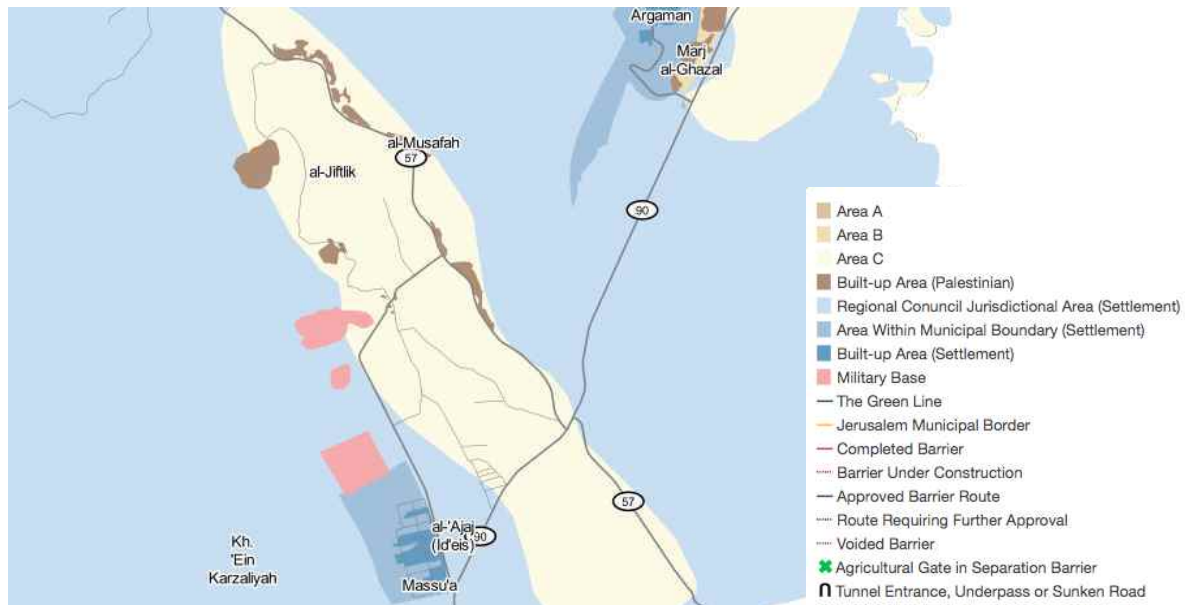 Argaman
Marj
al-Ghazal
al-Musafah
57
al-Jiftlik
90
57
al-'Ajaj
(Id'eis)
90
Kh.
'Ein
Karzaliyah
Massu'a
Area A
Area B
Area C
Built-up Area (Palestinian)
Regional Conuncil Jurisdictional Area (Settlement)
Area Within Municipal Boundary (Settlement)
Built-up Area (Settlement)
Military Base
The Green Line
Jerusalem Municipal Border
Completed Barrier
Barrier Under Construction
Approved Barrier Route
Route Requiring Further Approval
Voided Barrier
Agricultural Gate in Separation Barrier
Tunnel Entrance, Underpass or Sunken Road